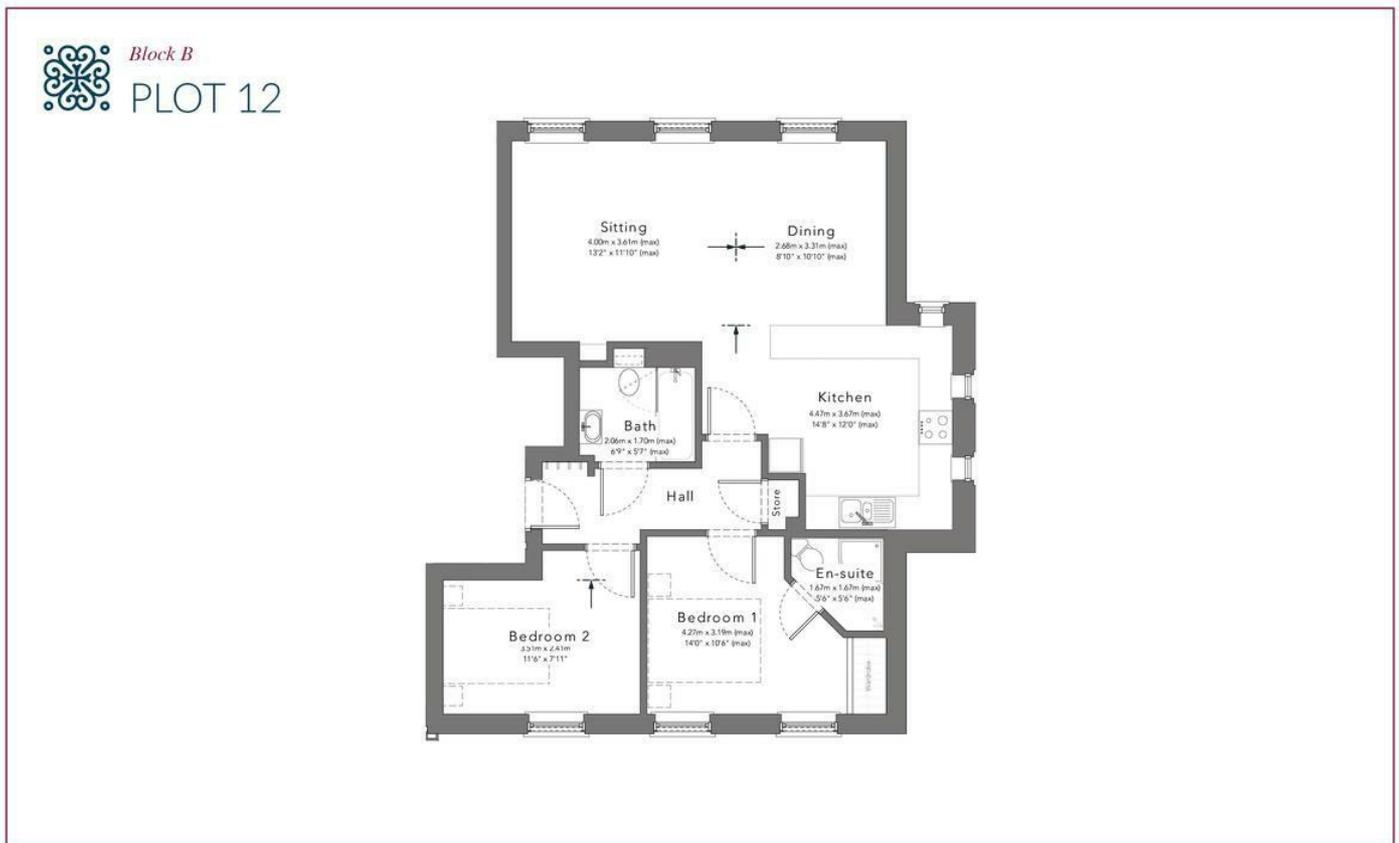 Block B
PLOT 12
Sitting
4.00m x 3.61m (max)
13'2" x 11'10" (max)
Dining
2.68m x 3.31m (max)
8'10" x 10'10" (max)
Kitchen
4.47m x 3.67m (max)
14'8" x 12'0" (max)
Bath
2.06m x 1.70m (max)
6'9" x 5'7" (max)
Hall
Store
En-suite
1.67m x 1.67m (max)
5'6" x 5'6" (max)
Bedroom 1
4.27m x 3.19m (max)
14'0" x 10'6" (max)
Bedroom 2
3.51m x 2.41m
11'6" x 7'11"
Wardrobe